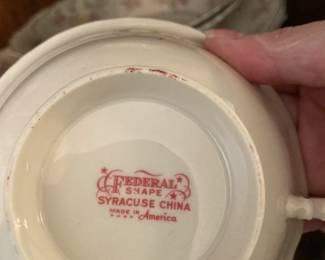 FEDERAL
SHAPE
SYRACUSE CHINA
MADE IN America